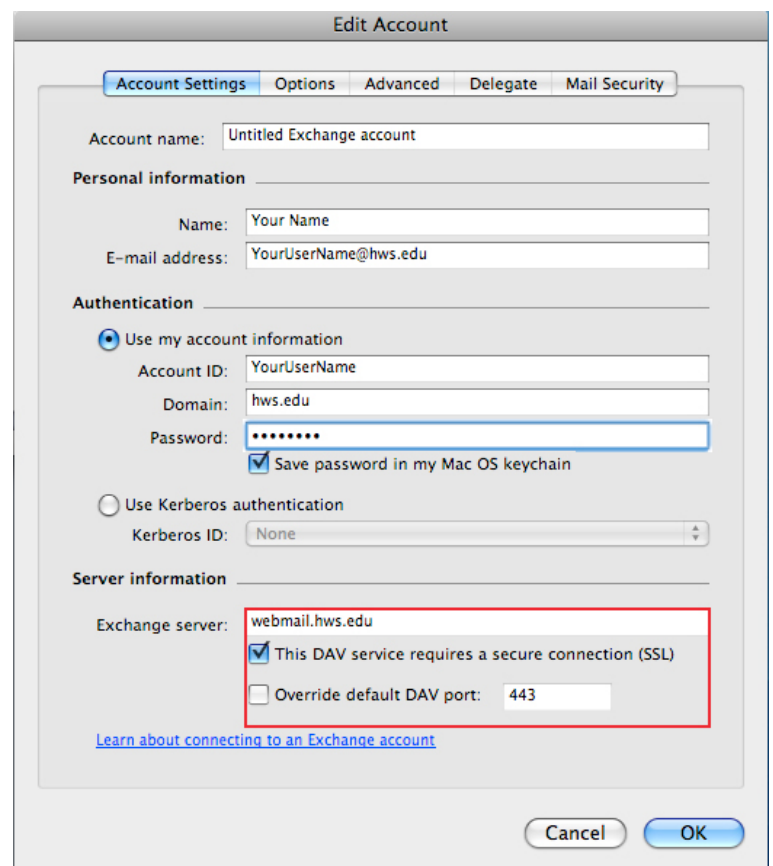 Edit Account
Account Settings Options Advanced Delegate Mail Security
Account name: Untitled Exchange account
Personal information
Name: Your Name
E-mail address: YourUserName@hws.edu
Authentication
Use my account information
Account ID: YourUserName
Domain: hws.edu
Password: ••••••••
Save password in my Mac OS keychain
Use Kerberos authentication
Kerberos ID: None
Server information
Exchange server: webmail.hws.edu
This DAV service requires a secure connection (SSL)
Override default DAV port: 443
Learn about connecting to an Exchange account
Cancel OK